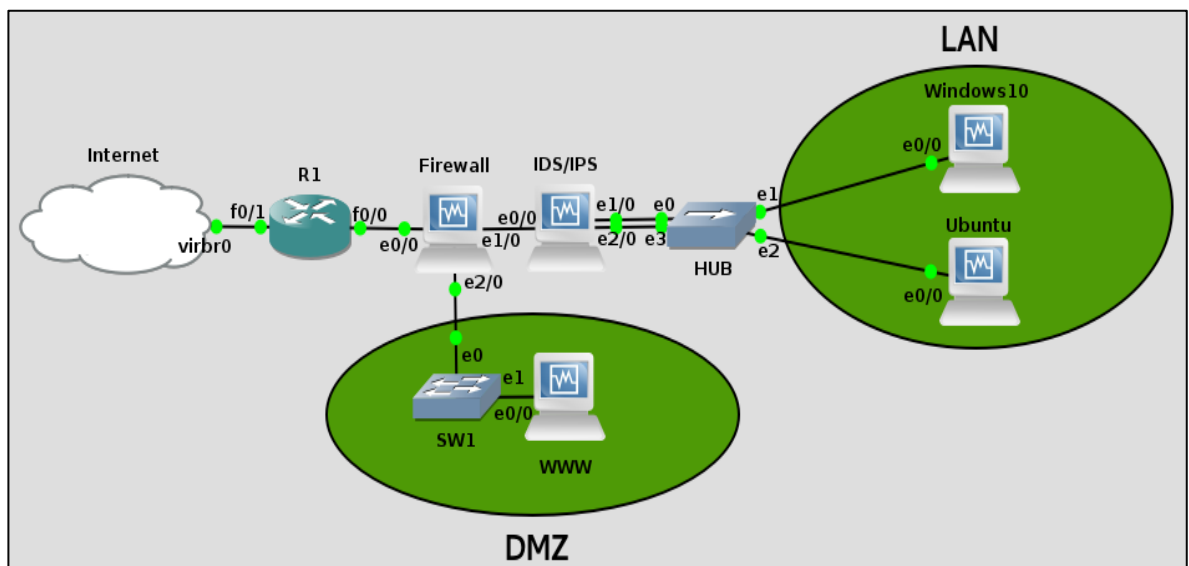 LAN
Windows10
Internet
R1
Firewall
IDS/IPS
e0/0
e1
f0/1
f0/0
e0/0
e1/0
e0/0
e1/0
e2/0
e0
e3
virbr0
HUB
e2
Ubuntu
e0/0
e2/0
e0
e1
e0/0
SW1
WWW
DMZ